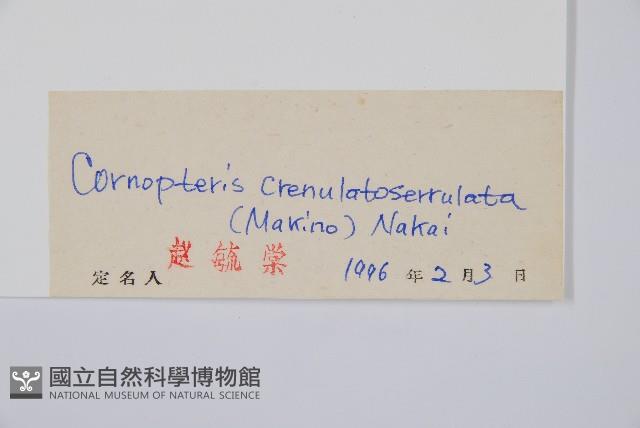 Cornopteris crenulatoserrulata
(Makino) Nakai
定名人 趙毓棠 1996 年 2 月 3 日
國立自然科學博物館
NATIONAL MUSEUM OF NATURAL SCIENCE